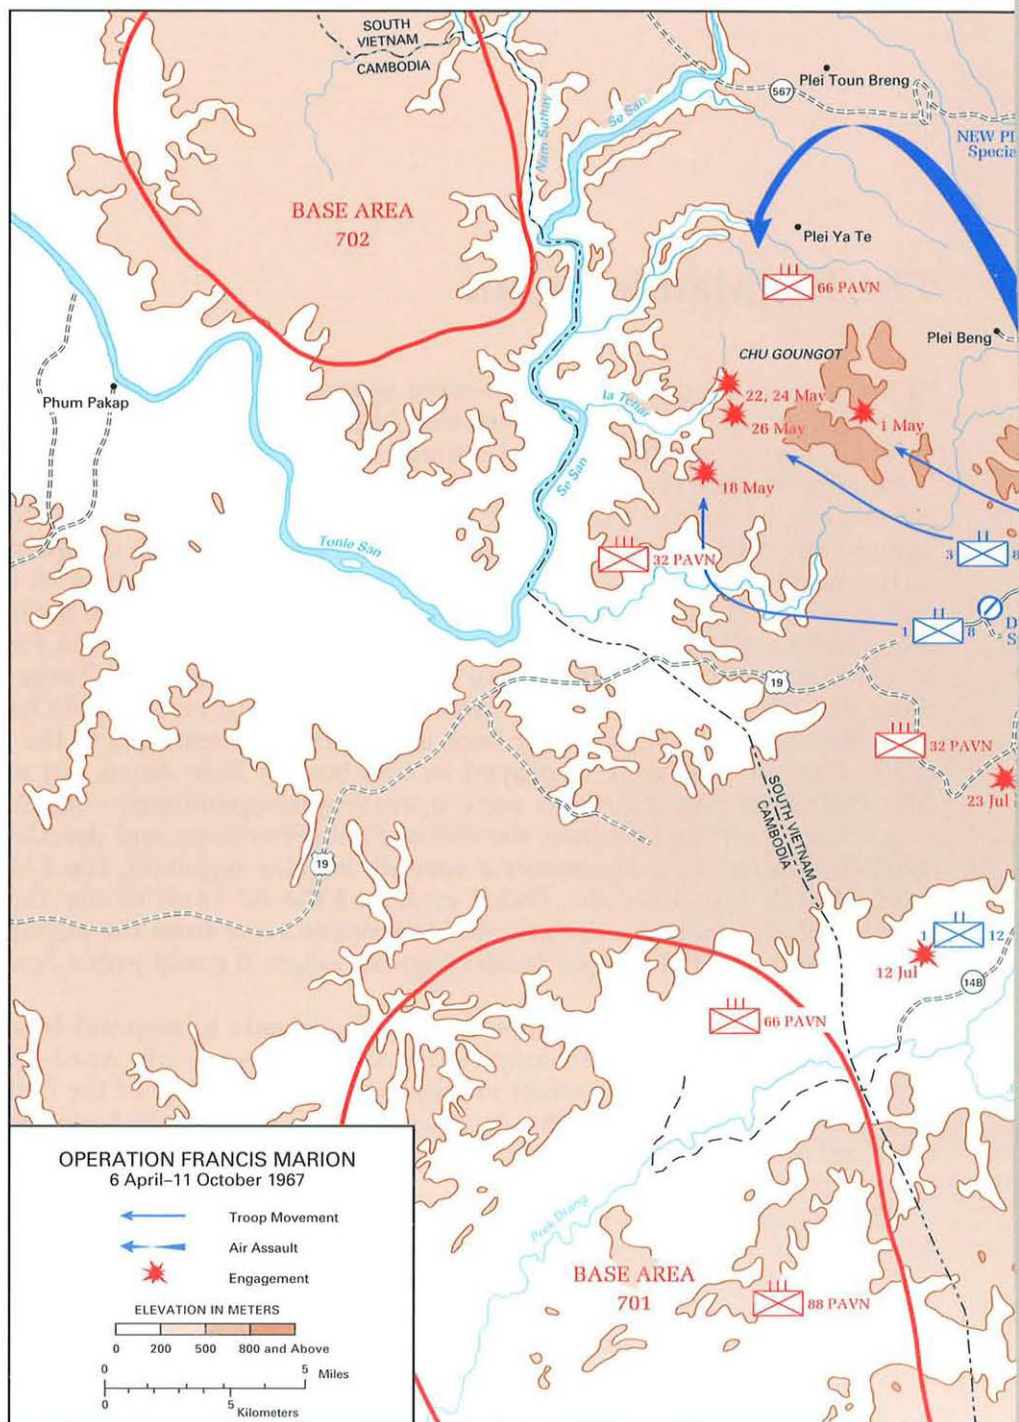 SOUTH
VIETNAM
CAMBODIA
Nam Sathay
Se San
567
Plei Toun Breng
NEW Pl
Specia
BASE AREA
702
Plei Ya Te
66 PAVN
Plei Beng
CHU GOUNGOT
Phum Pakap
Ia Tchar
22, 24 May
26 May
1 May
Se San
18 May
Tonle San
32 PAVN
3 8
1 8
D
S
19
32 PAVN
23 Jul
SOUTH VIETNAM
CAMBODIA
19
1 12
12 Jul
14B
66 PAVN
Prek Drang
BASE AREA
701
88 PAVN
OPERATION FRANCIS MARION
6 April–11 October 1967
Troop Movement
Air Assault
Engagement
ELEVATION IN METERS
0 200 500 800 and Above
0 5 Miles
0 5 Kilometers